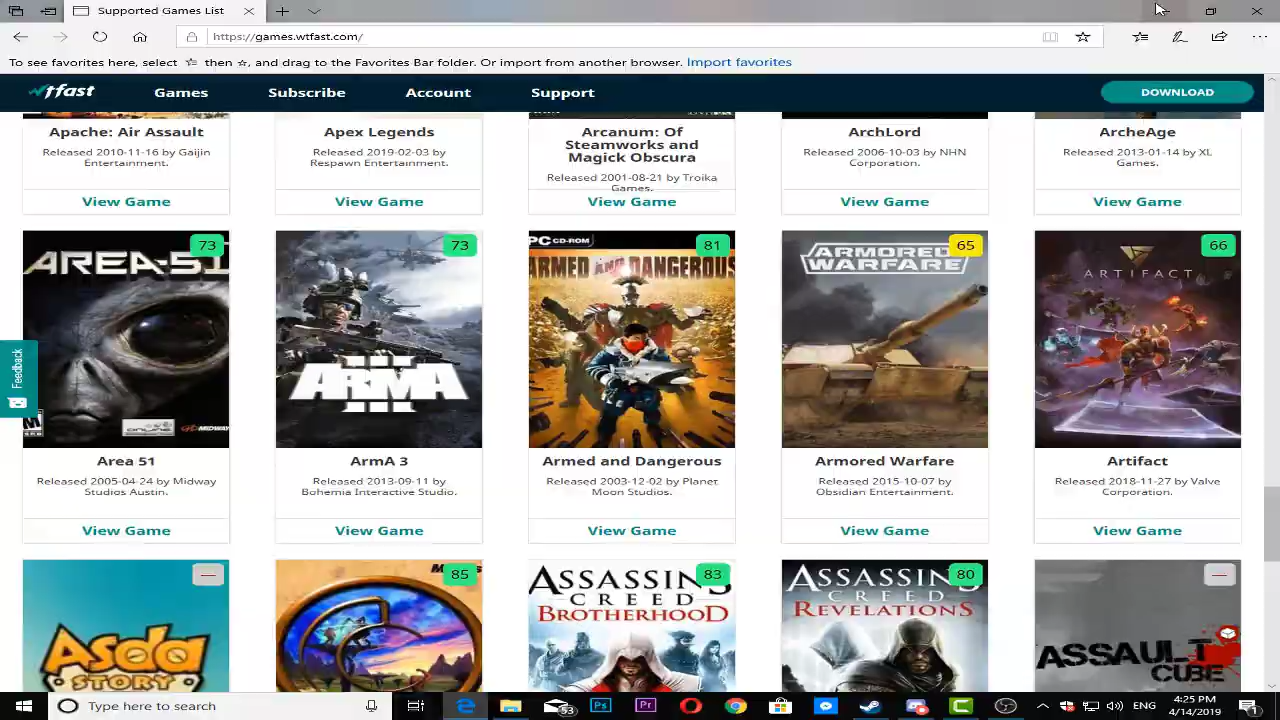 Supported Games List
https://games.wtfast.com/
To see favorites here, select ☆ then ☆, and drag to the Favorites Bar folder. Or import from another browser. Import favorites
wtfast
Games
Subscribe
Account
Support
DOWNLOAD
Apache: Air Assault
Released 2010-11-16 by Gaijin
Entertainment.
View Game
Apex Legends
Released 2019-02-03 by
Respawn Entertainment.
View Game
Arcanum: Of
Steamworks and
Magick Obscura
Released 2001-08-21 by Troika
Games.
View Game
ArchLord
Released 2006-10-03 by NHN
Corporation.
View Game
ArcheAge
Released 2013-01-14 by XL
Games.
View Game
73
AREA-51
ONLINE
MIDWAY
Area 51
Released 2005-04-24 by Midway
Studios Austin.
View Game
73
III
ARMA
III
ArmA 3
Released 2013-09-11 by
Bohemia Interactive Studio.
View Game
PC CD-ROM
81
ARMED AND DANGEROUS
Armed and Dangerous
Released 2003-12-02 by Planet
Moon Studios.
View Game
65
ARMORED
WARFARE
Armored Warfare
Released 2015-10-07 by
Obsidian Entertainment.
View Game
66
ARTIFACT
Artifact
Released 2018-11-27 by Valve
Corporation.
View Game
Feedback
—
Asda
STORY
85
83
ASSASSIN'S
CREED
BROTHERHOOD
80
ASSASSIN'S
CREED
REVELATIONS
—
ASSAULT
CUBE
Type here to search
53
Ps
Pr
ENG
4:25 PM
4/14/2019
1